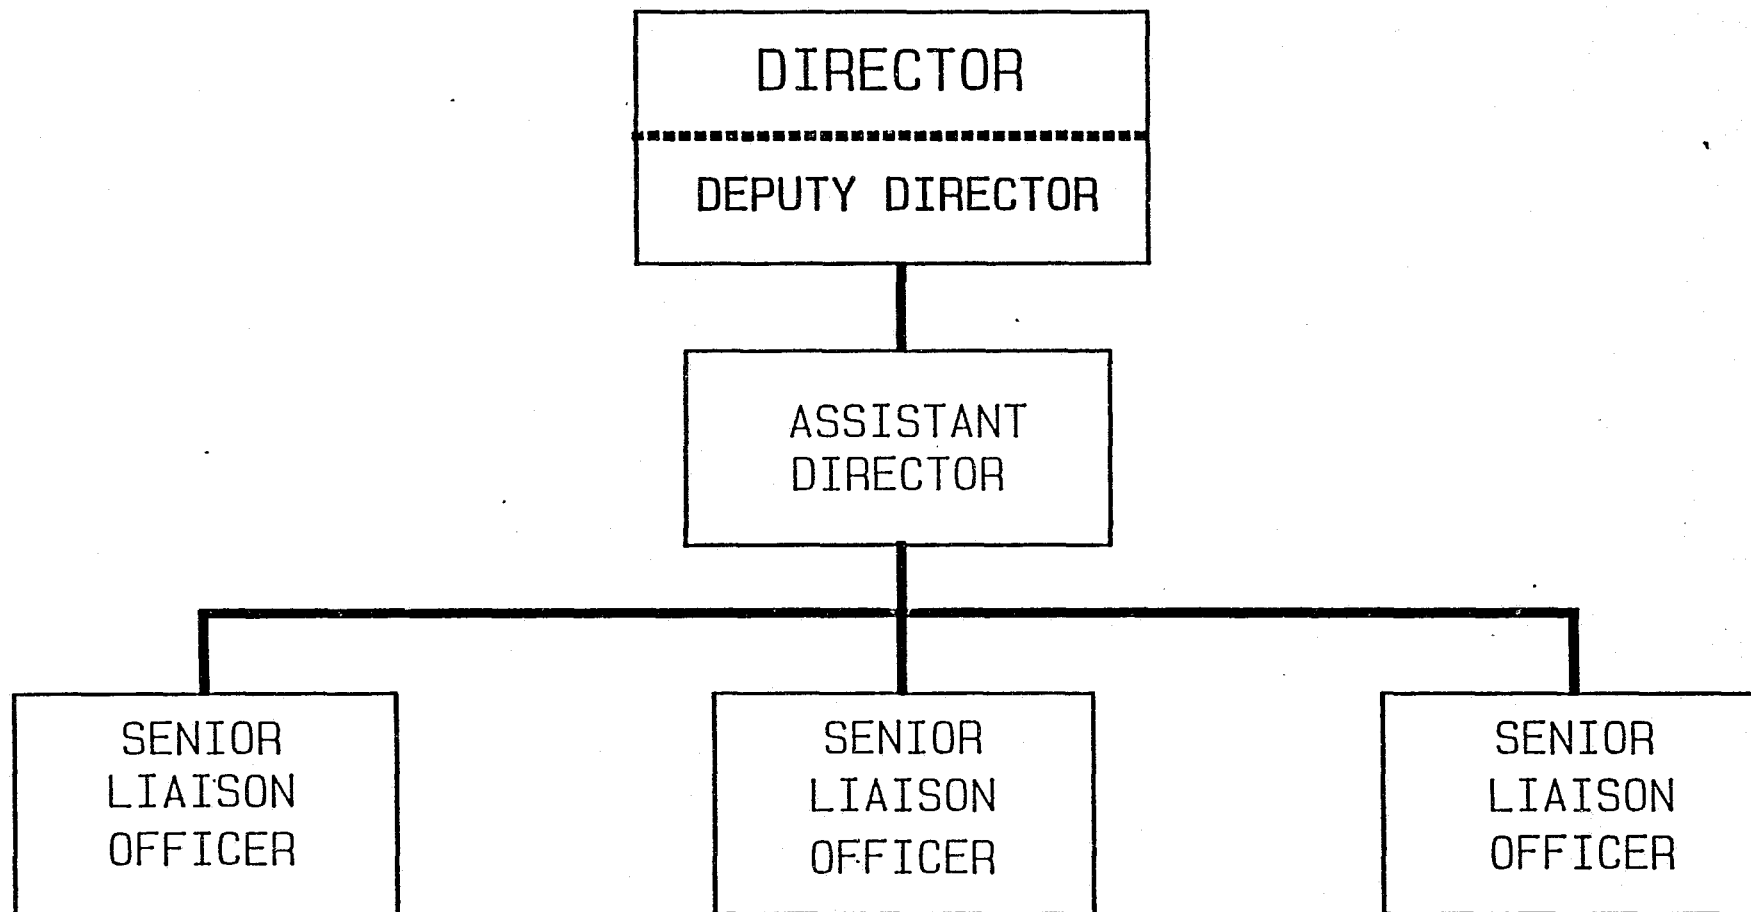 DIRECTOR
DEPUTY DIRECTOR
ASSISTANT
DIRECTOR
SENIOR
LIAISON
OFFICER
SENIOR
LIAISON
OFFICER
SENIOR
LIAISON
OFFICER